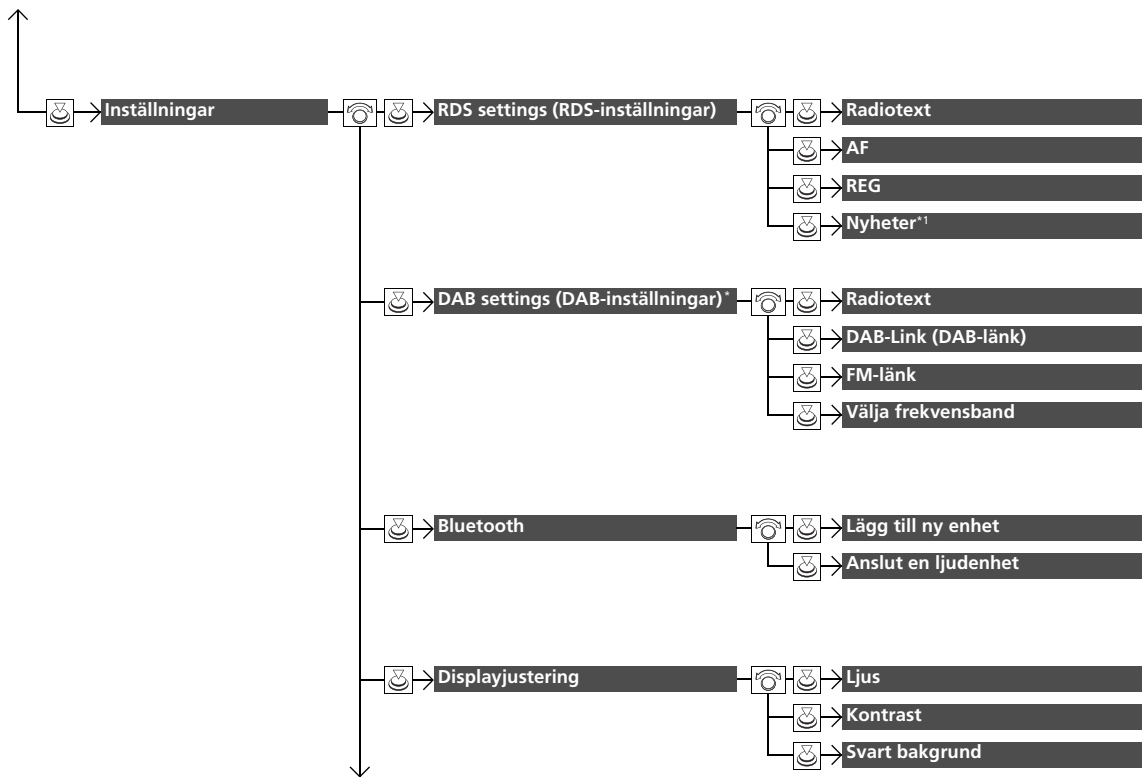 Inställningar
RDS settings (RDS-inställningar)
Radiotext
AF
REG
Nyheter*1
DAB settings (DAB-inställningar)*
Radiotext
DAB-Link (DAB-länk)
FM-länk
Välja frekvensband
Bluetooth
Lägg till ny enhet
Anslut en ljudenhet
Displayjustering
Ljus
Kontrast
Svart bakgrund